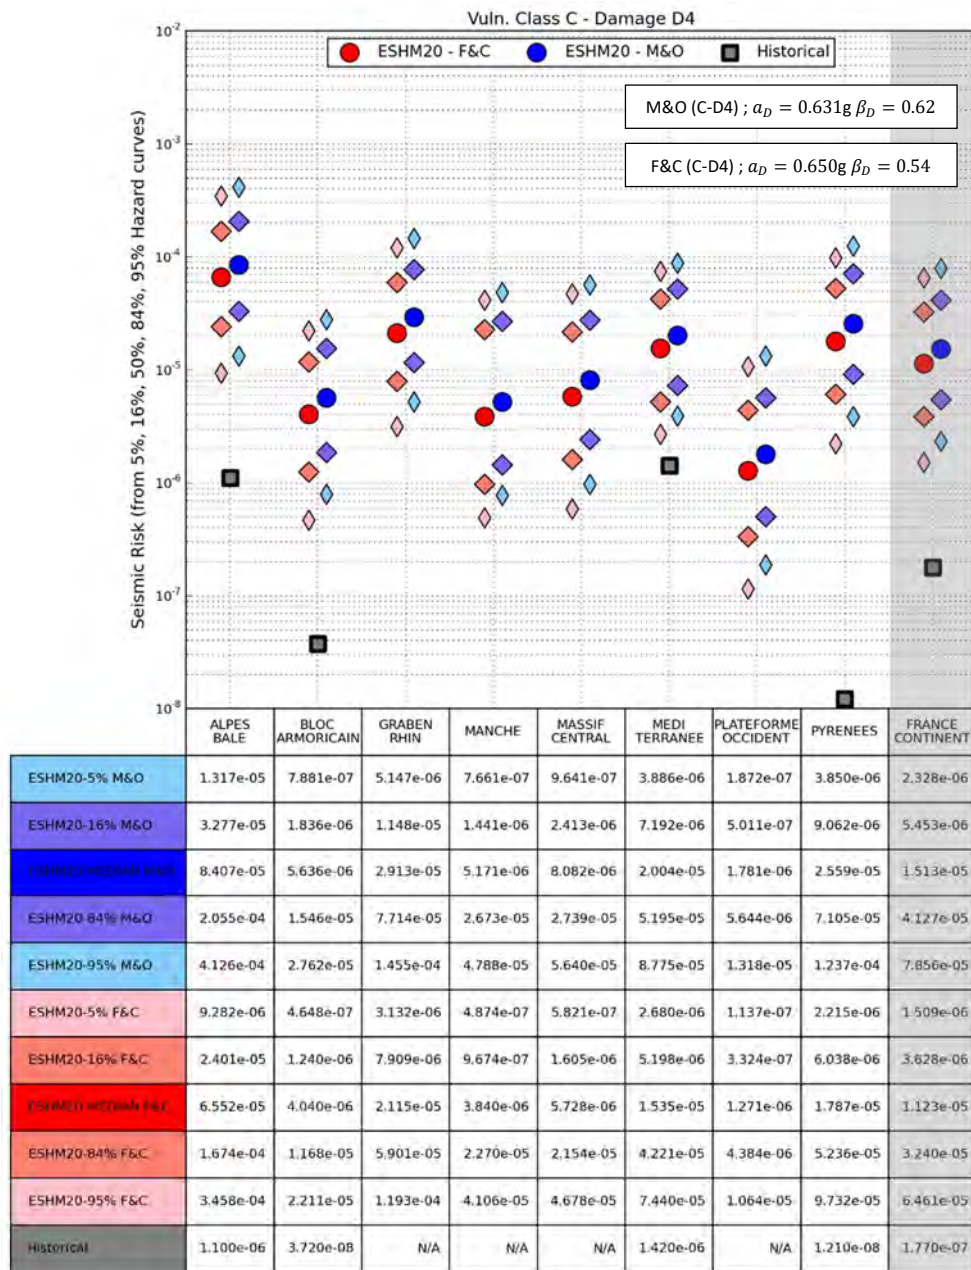 Vuln. Class C - Damage D4
ESHM20 - F&C ESHM20 - M&O Historical
M&O (C-D4) ; a_D = 0.631g β_D = 0.62
F&C (C-D4) ; a_D = 0.650g β_D = 0.54
Seismic Risk (from 5%, 16%, 50%, 84%, 95% Hazard curves)
10^-2
10^-3
10^-4
10^-5
10^-6
10^-7
10^-8
ALPES BLOC GRABEN MANCHE MASSIF MEDI PLATEFORME PYRENEES FRANCE
BALE ARMORICAIN RHIN CENTRAL TERRANEE OCCIDENT CONTINENT
ESHM20-5% M&O 1.317e-05 7.881e-07 5.147e-06 7.661e-07 9.641e-07 3.886e-06 1.872e-07 3.850e-06 2.328e-06
ESHM20-16% M&O 3.277e-05 1.836e-06 1.148e-05 1.441e-06 2.413e-06 7.192e-06 5.011e-07 9.062e-06 5.453e-06
ESHM20-MEDIAN M&O 8.407e-05 5.636e-06 2.913e-05 5.171e-06 8.082e-06 2.004e-05 1.781e-06 2.559e-05 1.513e-05
ESHM20-84% M&O 2.055e-04 1.546e-05 7.714e-05 2.673e-05 2.739e-05 5.195e-05 5.644e-06 7.105e-05 4.127e-05
ESHM20-95% M&O 4.126e-04 2.762e-05 1.455e-04 4.788e-05 5.640e-05 8.775e-05 1.318e-05 1.237e-04 7.856e-05
ESHM20-5% F&C 9.282e-06 4.648e-07 3.132e-06 4.874e-07 5.821e-07 2.680e-06 1.137e-07 2.215e-06 1.509e-06
ESHM20-16% F&C 2.401e-05 1.240e-06 7.909e-06 9.674e-07 1.605e-06 5.198e-06 3.324e-07 6.038e-06 3.828e-06
ESHM20-MEDIAN F&C 6.552e-05 4.040e-06 2.115e-05 3.840e-06 5.728e-06 1.535e-05 1.271e-06 1.787e-05 1.123e-05
ESHM20-84% F&C 1.674e-04 1.168e-05 5.901e-05 2.270e-05 2.154e-05 4.221e-05 4.384e-06 5.236e-05 3.240e-05
ESHM20-95% F&C 3.458e-04 2.211e-05 1.193e-04 4.106e-05 4.678e-05 7.440e-05 1.064e-05 9.732e-05 6.461e-05
Historical 1.100e-06 3.720e-08 N/A N/A N/A 1.420e-06 N/A 1.210e-08 1.770e-07